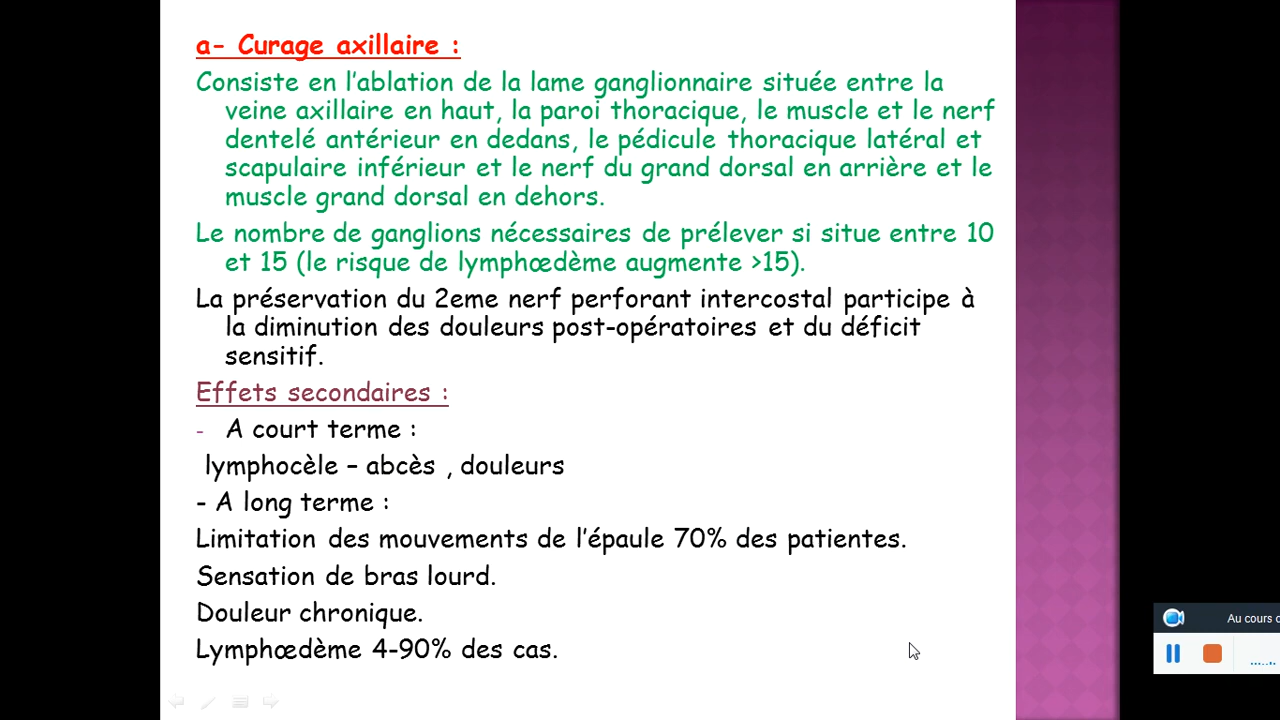 a- Curage axillaire :
Consiste en l’ablation de la lame ganglionnaire située entre la
veine axillaire en haut, la paroi thoracique, le muscle et le nerf
dentelé antérieur en dedans, le pédicule thoracique latéral et
scapulaire inférieur et le nerf du grand dorsal en arrière et le
muscle grand dorsal en dehors.
Le nombre de ganglions nécessaires de prélever si situe entre 10
et 15 (le risque de lymphœdème augmente >15).
La préservation du 2eme nerf perforant intercostal participe à
la diminution des douleurs post-opératoires et du déficit
sensitif.
Effets secondaires :
- A court terme :
lymphocèle – abcès , douleurs
- A long terme :
Limitation des mouvements de l’épaule 70% des patientes.
Sensation de bras lourd.
Douleur chronique.
Lymphœdème 4-90% des cas.
Au cours